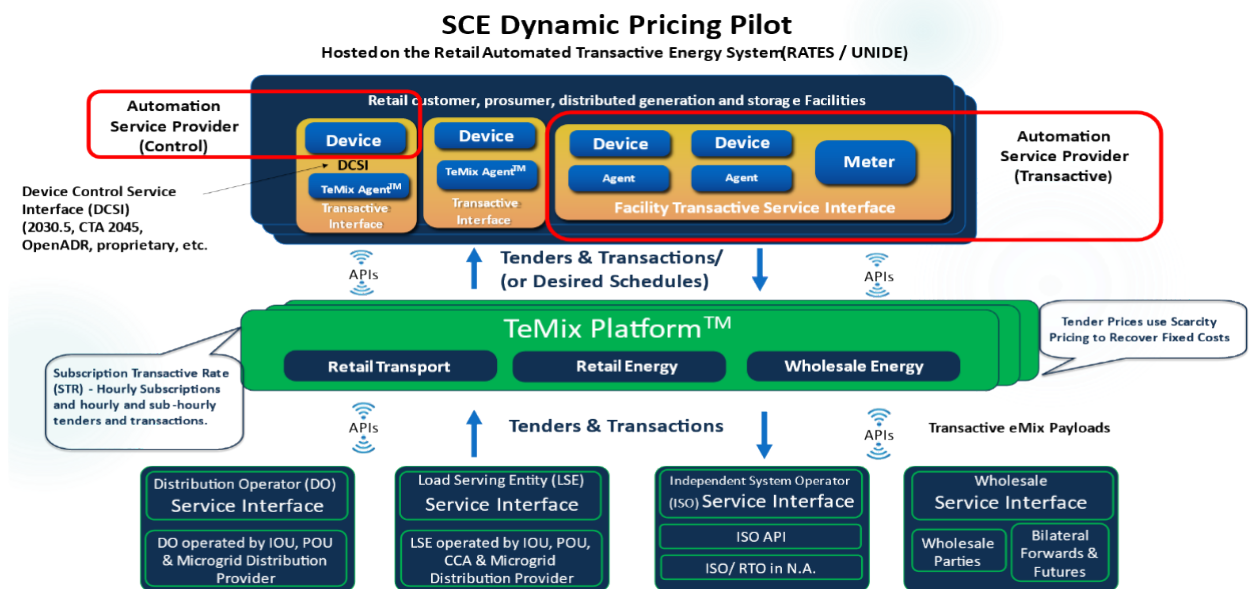 SCE Dynamic Pricing Pilot
Hosted on the Retail Automated Transactive Energy System(RATES / UNIDE)
Retail customer, prosumer, distributed generation and storage Facilities
Automation
Service Provider
(Control)
Device
DCSI
TeMix Agent™
Transactive
Interface
Device
TeMix Agent™
Transactive
Interface
Device
Agent
Device
Agent
Meter
Facility Transactive Service Interface
Automation
Service Provider
(Transactive)
Device Control Service
Interface (DCSI)
(2030.5, CTA 2045,
OpenADR, proprietary, etc.
APIs
Tenders & Transactions/
(or Desired Schedules)
APIs
TeMix Platform™
Retail Transport
Retail Energy
Wholesale Energy
Tender Prices use Scarcity
Pricing to Recover Fixed Costs
Subscription Transactive Rate
(STR) - Hourly Subscriptions
and hourly and sub-hourly
tenders and transactions.
APIs
Tenders & Transactions
APIs
Transactive eMix Payloads
Distribution Operator (DO)
Service Interface
DO operated by IOU, POU
& Microgrid Distribution
Provider
Load Serving Entity (LSE)
Service Interface
LSE operated by IOU, POU,
CCA & Microgrid
Distribution Provider
Independent System Operator
(ISO) Service Interface
ISO API
ISO/ RTO in N.A.
Wholesale
Service Interface
Wholesale
Parties
Bilateral
Forwards &
Futures